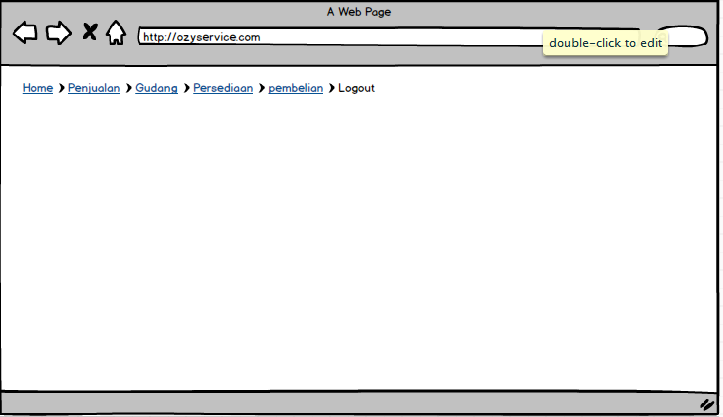 A Web Page
http://ozyservice.com
double-click to edit
Home > Penjualan > Gudang > Persediaan > pembelian > Logout